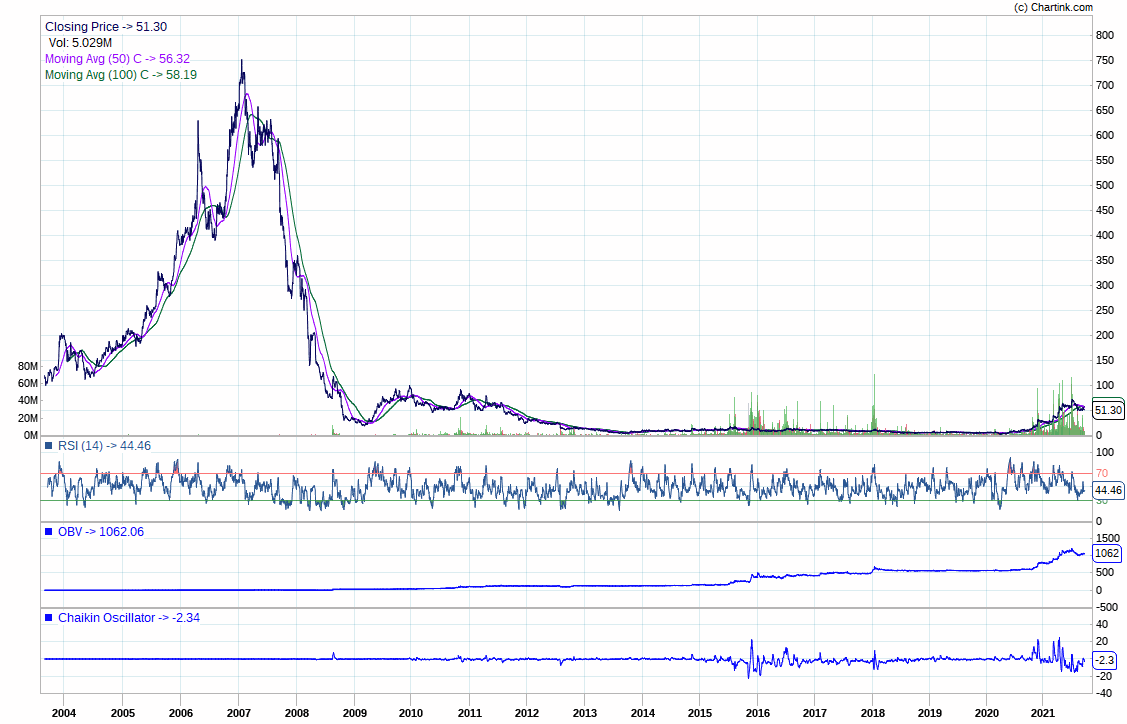 (c) Chartink.com
Closing Price -> 51.30
Vol: 5.029M
Moving Avg (50) C -> 56.32
Moving Avg (100) C -> 58.19
800
750
700
650
600
550
500
450
400
350
300
250
200
150
100
51.30
0
80M
60M
40M
20M
0M
RSI (14) -> 44.46
100
70
44.46
30
0
OBV -> 1062.06
1500
1062
500
0
-500
Chaikin Oscillator -> -2.34
40
20
-2.3
-20
-40
2004 2005 2006 2007 2008 2009 2010 2011 2012 2013 2014 2015 2016 2017 2018 2019 2020 2021